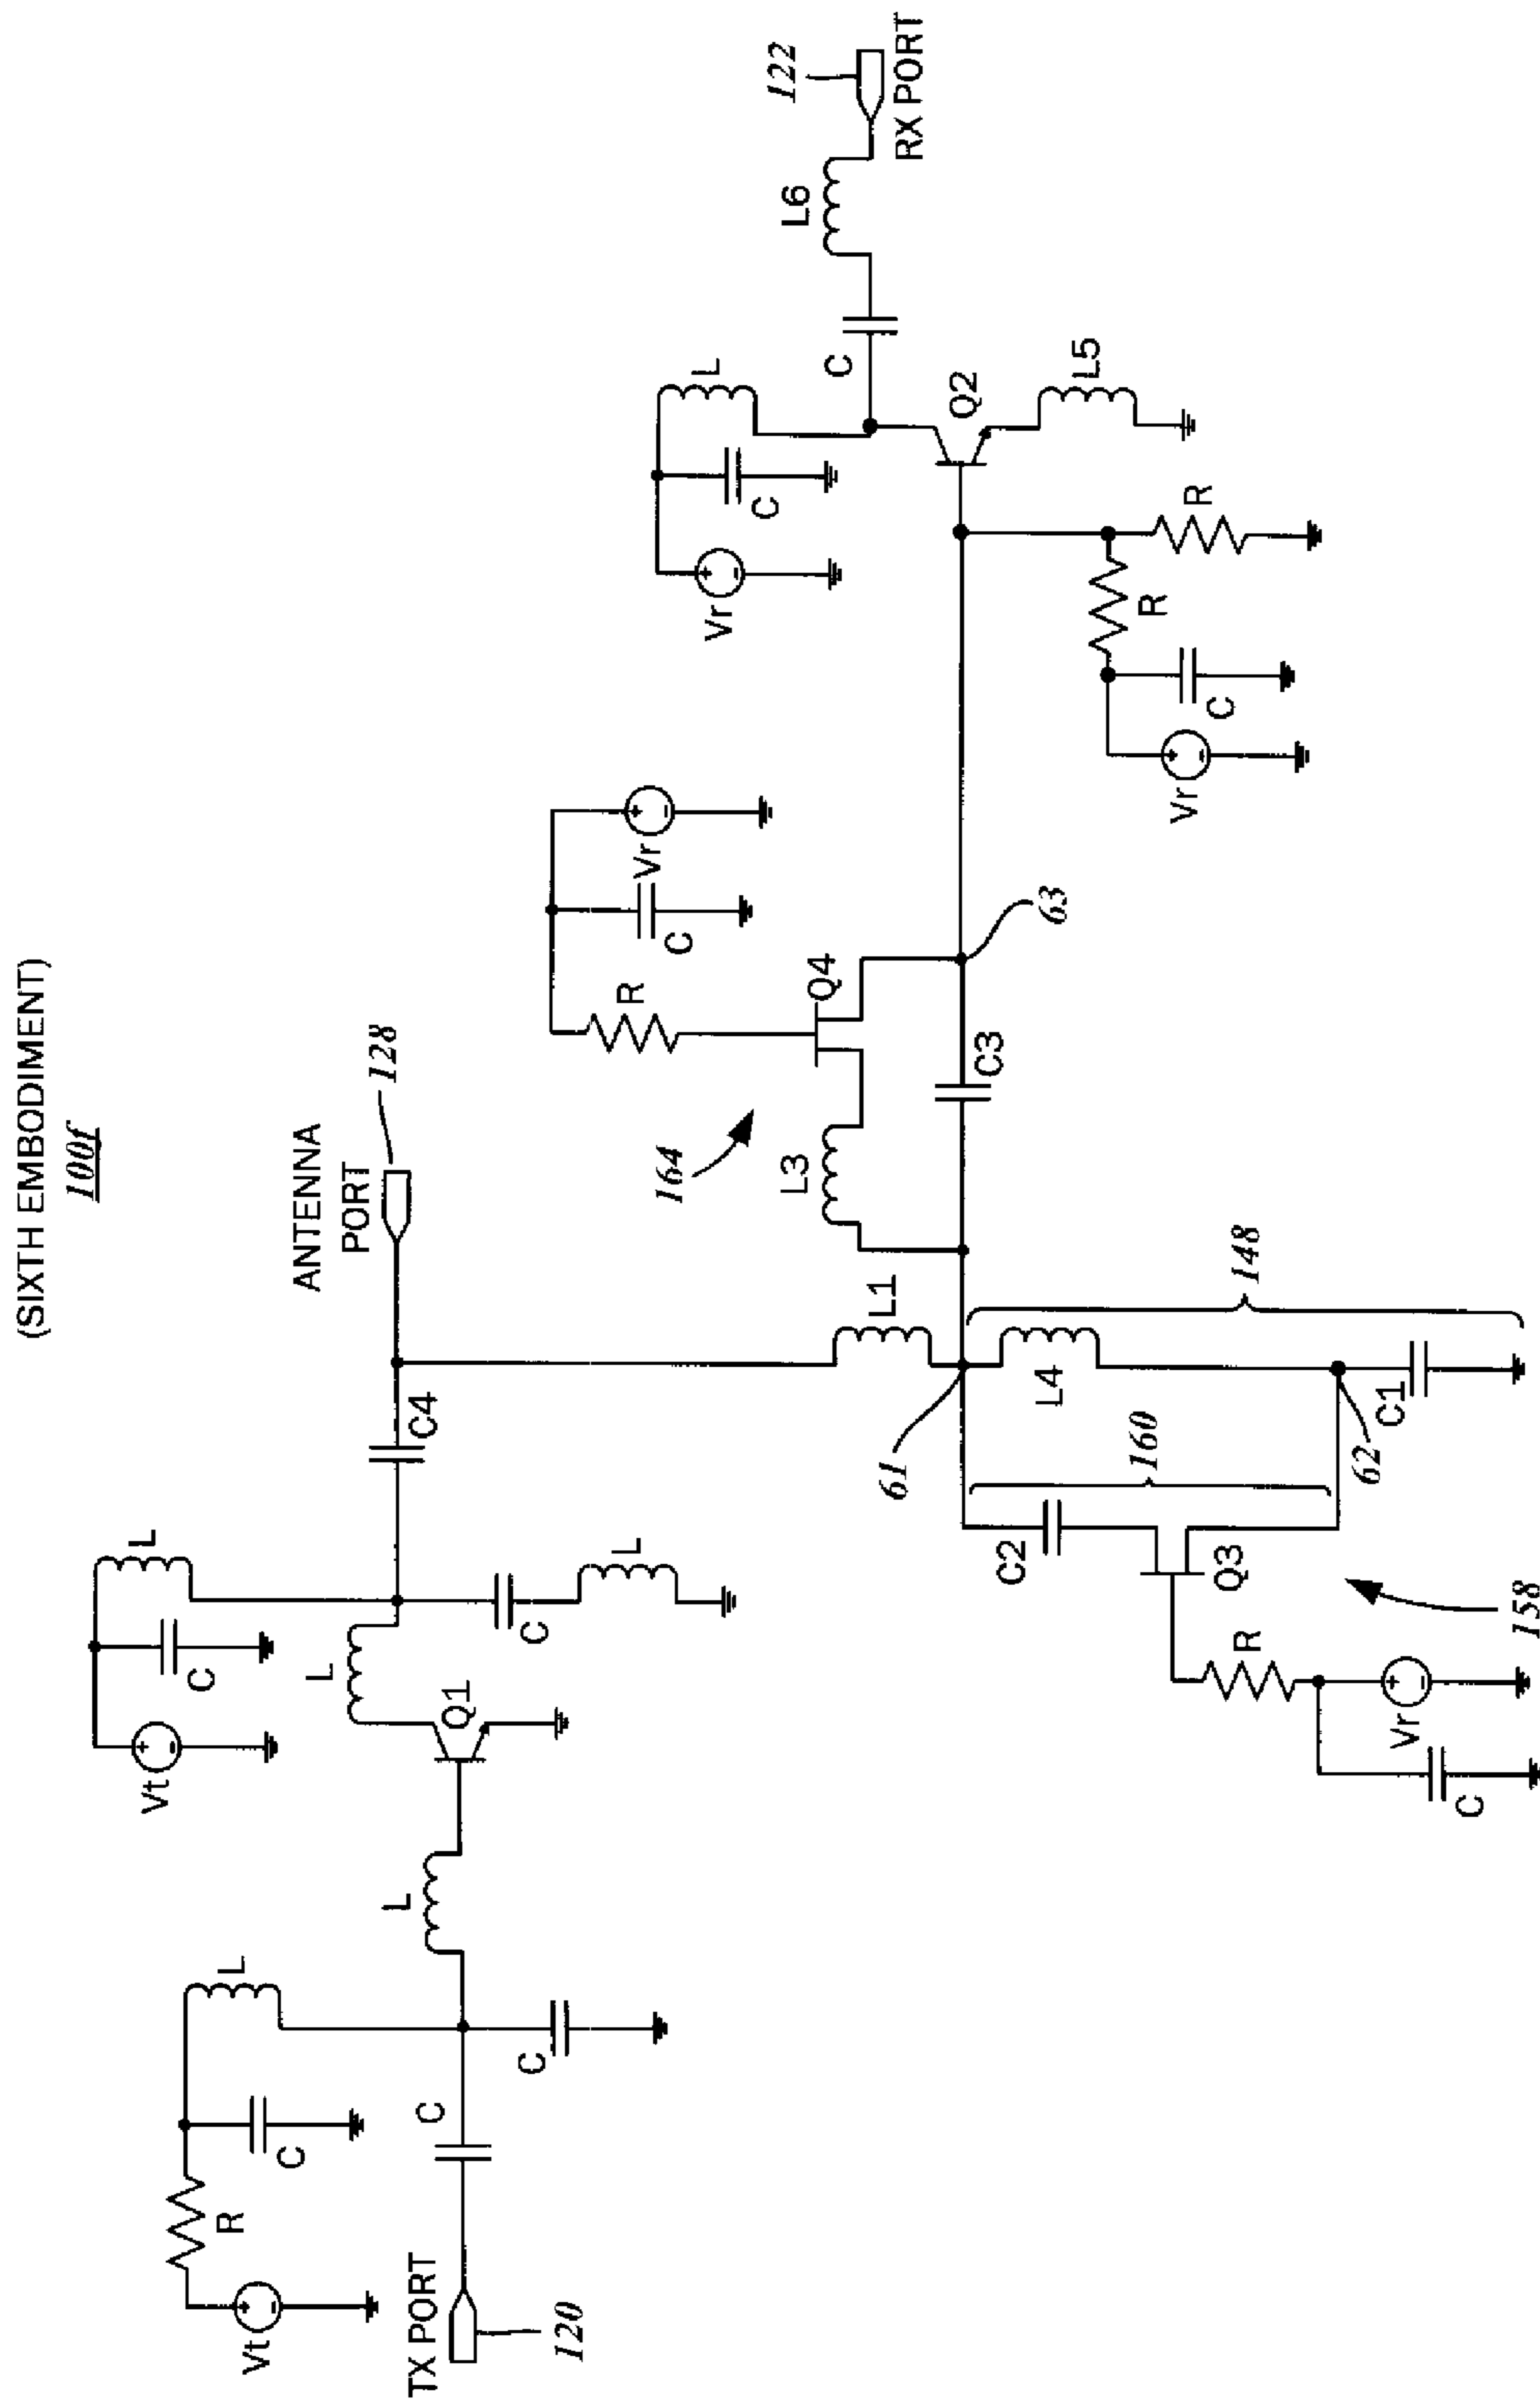 (SIXTH EMBODIMENT)
100f
ANTENNA
PORT
128
TX PORT
120
Vt
R
C
L
C
C
L
Q1
Vt
C
L
L
C
L
C4
L1
61
L4
62
C1
148
160
C2
Q3
158
R
Vr
C
164
L3
C3
Q4
R
C
Vr
63
Vr
C
R
R
Q2
L5
Vr
C
L
C
L6
122
RX PORT